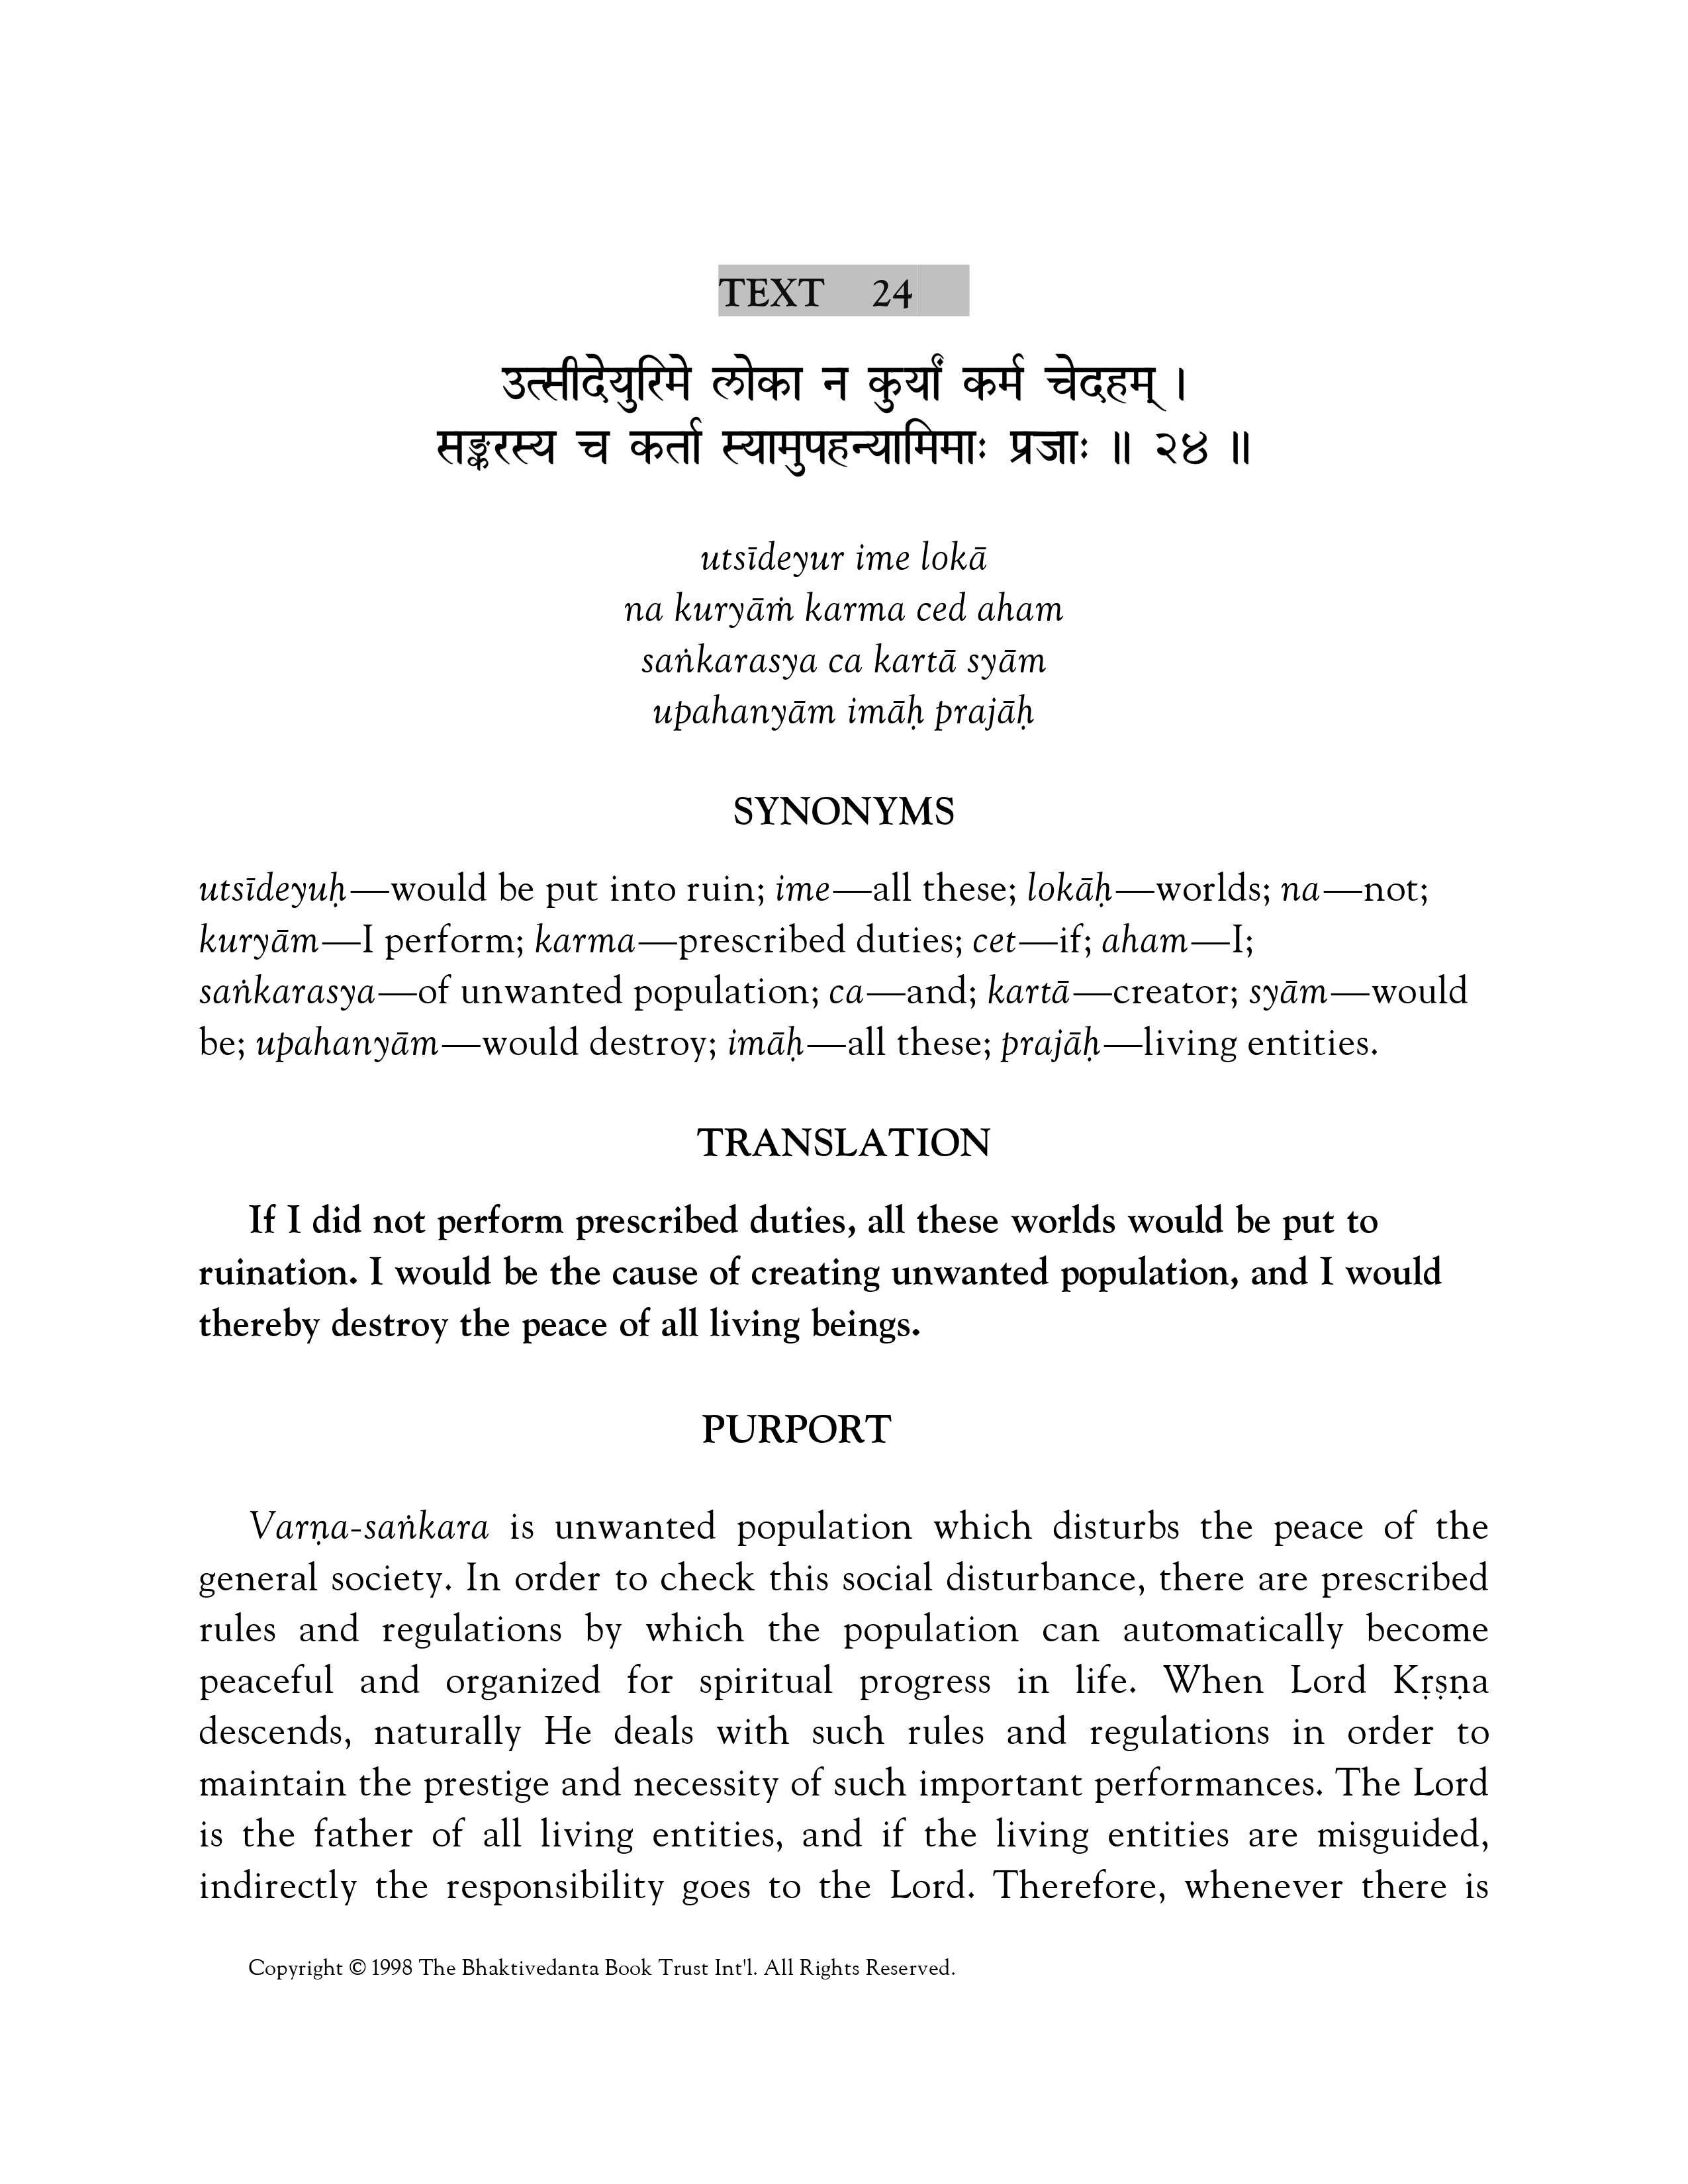 TEXT 24
उत्सीदेयुरिमे लोका न कुर्यां कर्म चेदहम् ।
सङ्करस्य च कर्ता स्यामुपहन्यामिमाः प्रजाः ॥ २४ ॥
utsīdeyur ime lokā
na kuryāṁ karma ced aham
saṅkarasya ca kartā syām
upahanyām imāḥ prajāḥ
SYNONYMS
utsīdeyuḥ—would be put into ruin; ime—all these; lokāḥ—worlds; na—not;
kuryām—I perform; karma—prescribed duties; cet—if; aham—I;
saṅkarasya—of unwanted population; ca—and; kartā—creator; syām—would
be; upahanyām—would destroy; imāḥ—all these; prajāḥ—living entities.
TRANSLATION
If I did not perform prescribed duties, all these worlds would be put to
ruination. I would be the cause of creating unwanted population, and I would
thereby destroy the peace of all living beings.
PURPORT
Varṇa-saṅkara is unwanted population which disturbs the peace of the
general society. In order to check this social disturbance, there are prescribed
rules and regulations by which the population can automatically become
peaceful and organized for spiritual progress in life. When Lord Kṛṣṇa
descends, naturally He deals with such rules and regulations in order to
maintain the prestige and necessity of such important performances. The Lord
is the father of all living entities, and if the living entities are misguided,
indirectly the responsibility goes to the Lord. Therefore, whenever there is
Copyright © 1998 The Bhaktivedanta Book Trust Int'l. All Rights Reserved.